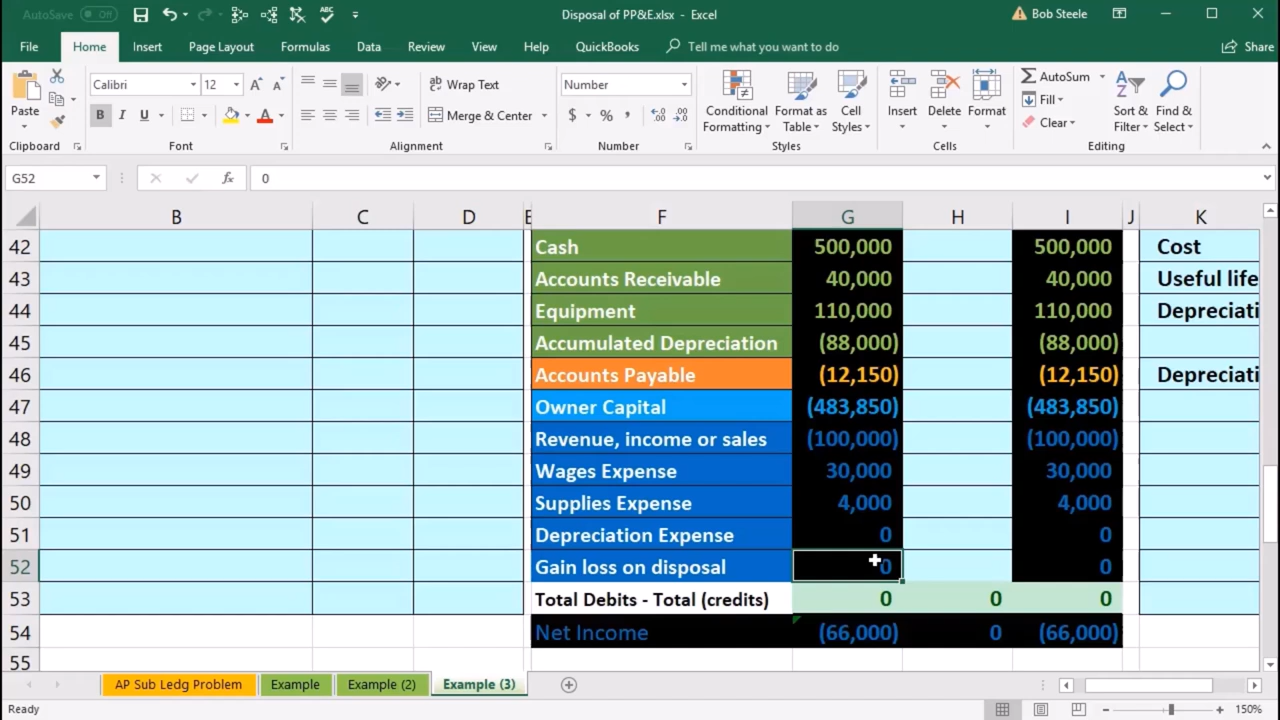 AutoSave Off Disposal of PP&E.xlsx - Excel Bob Steele
File Home Insert Page Layout Formulas Data Review View Help QuickBooks Tell me what you want to do Share
Paste Calibri 12 A A Wrap Text Number AutoSum
B I U A Merge & Center $ % , Conditional Formatting Format as Table Cell Styles Insert Delete Format Fill Clear Sort & Filter Find & Select
Clipboard Font Alignment Number Styles Cells Editing
G52 fx 0
B C D E F G H I J K
42 Cash 500,000 500,000 Cost
43 Accounts Receivable 40,000 40,000 Useful life
44 Equipment 110,000 110,000 Depreciati
45 Accumulated Depreciation (88,000) (88,000)
46 Accounts Payable (12,150) (12,150) Depreciati
47 Owner Capital (483,850) (483,850)
48 Revenue, income or sales (100,000) (100,000)
49 Wages Expense 30,000 30,000
50 Supplies Expense 4,000 4,000
51 Depreciation Expense 0 0
52 Gain loss on disposal 0 0
53 Total Debits - Total (credits) 0 0 0
54 Net Income (66,000) 0 (66,000)
55
AP Sub Ledg Problem Example Example (2) Example (3)
Ready 150%